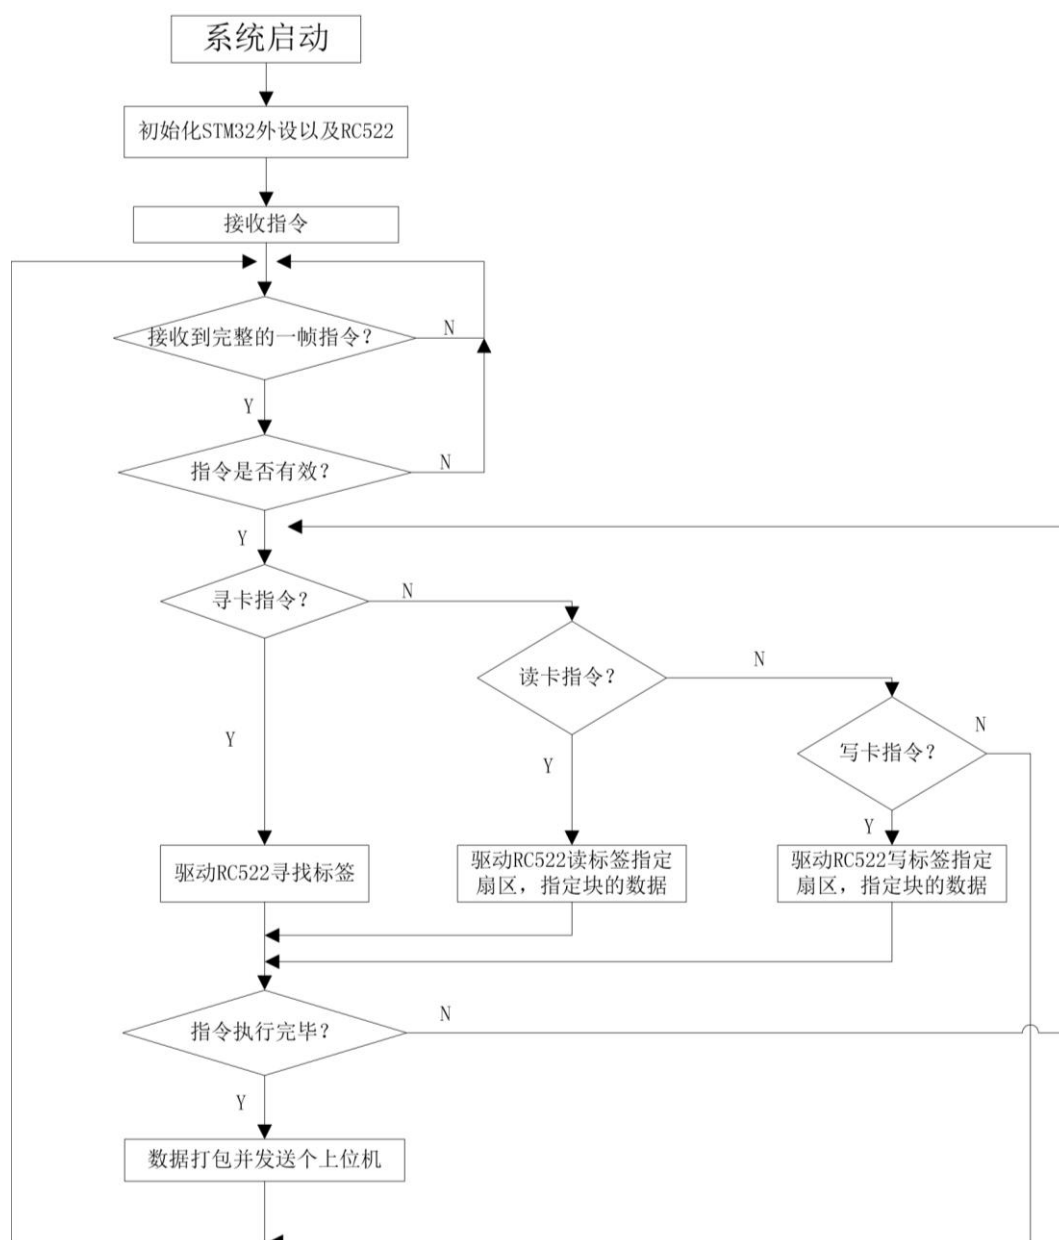 系统启动
初始化STM32外设以及RC522
接收指令
接收到完整的一帧指令?
N
Y
指令是否有效?
N
Y
寻卡指令?
N
读卡指令?
N
写卡指令?
N
Y
Y
Y
驱动RC522寻找标签
驱动RC522读标签指定
扇区，指定块的数据
驱动RC522写标签指定
扇区，指定块的数据
指令执行完毕?
N
Y
数据打包并发送个上位机